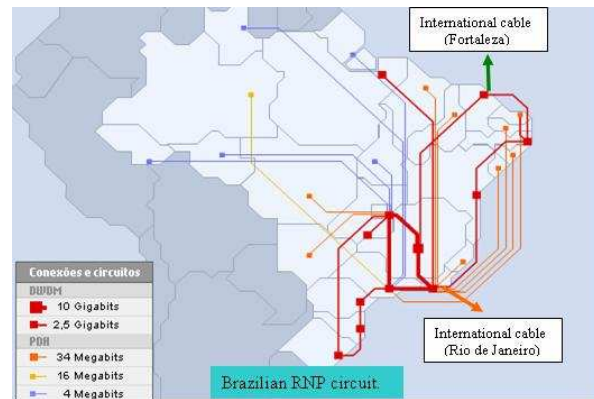 International cable
(Fortaleza)
Conexões e circuitos
DWDM
10 Gigabits
2,5 Gigabits
PDH
34 Megabits
16 Megabits
4 Megabits
International cable
(Rio de Janeiro)
Brazilian RNP circuit.